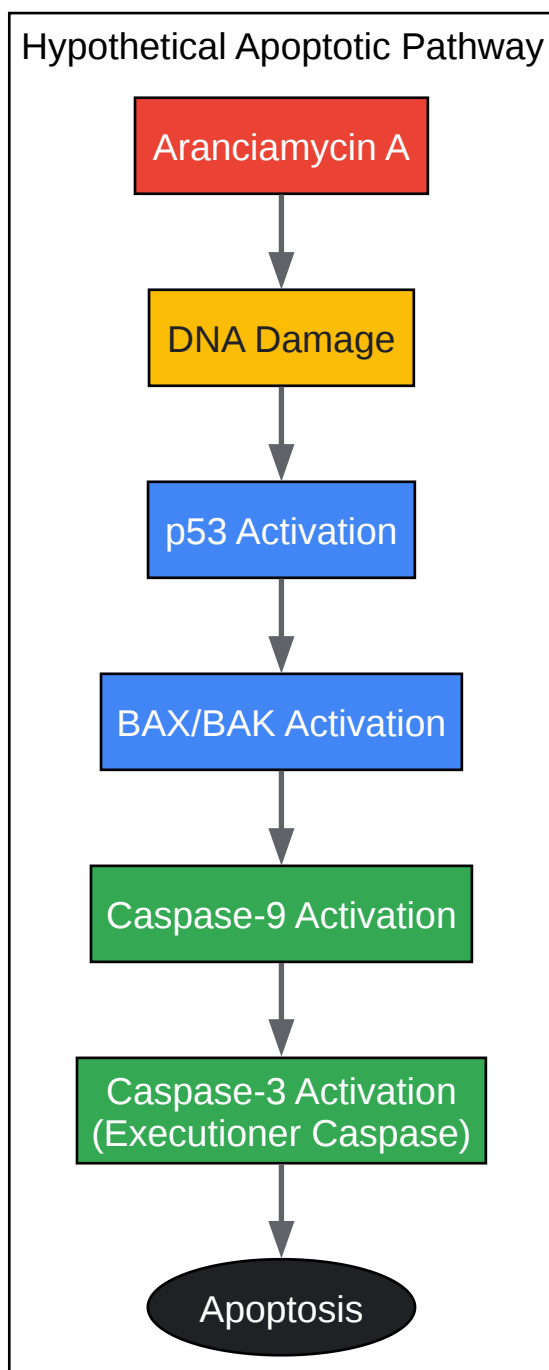 Hypothetical Apoptotic Pathway
Aranciamycin A
DNA Damage
p53 Activation
BAX/BAK Activation
Caspase-9 Activation
Caspase-3 Activation
(Executioner Caspase)
Apoptosis